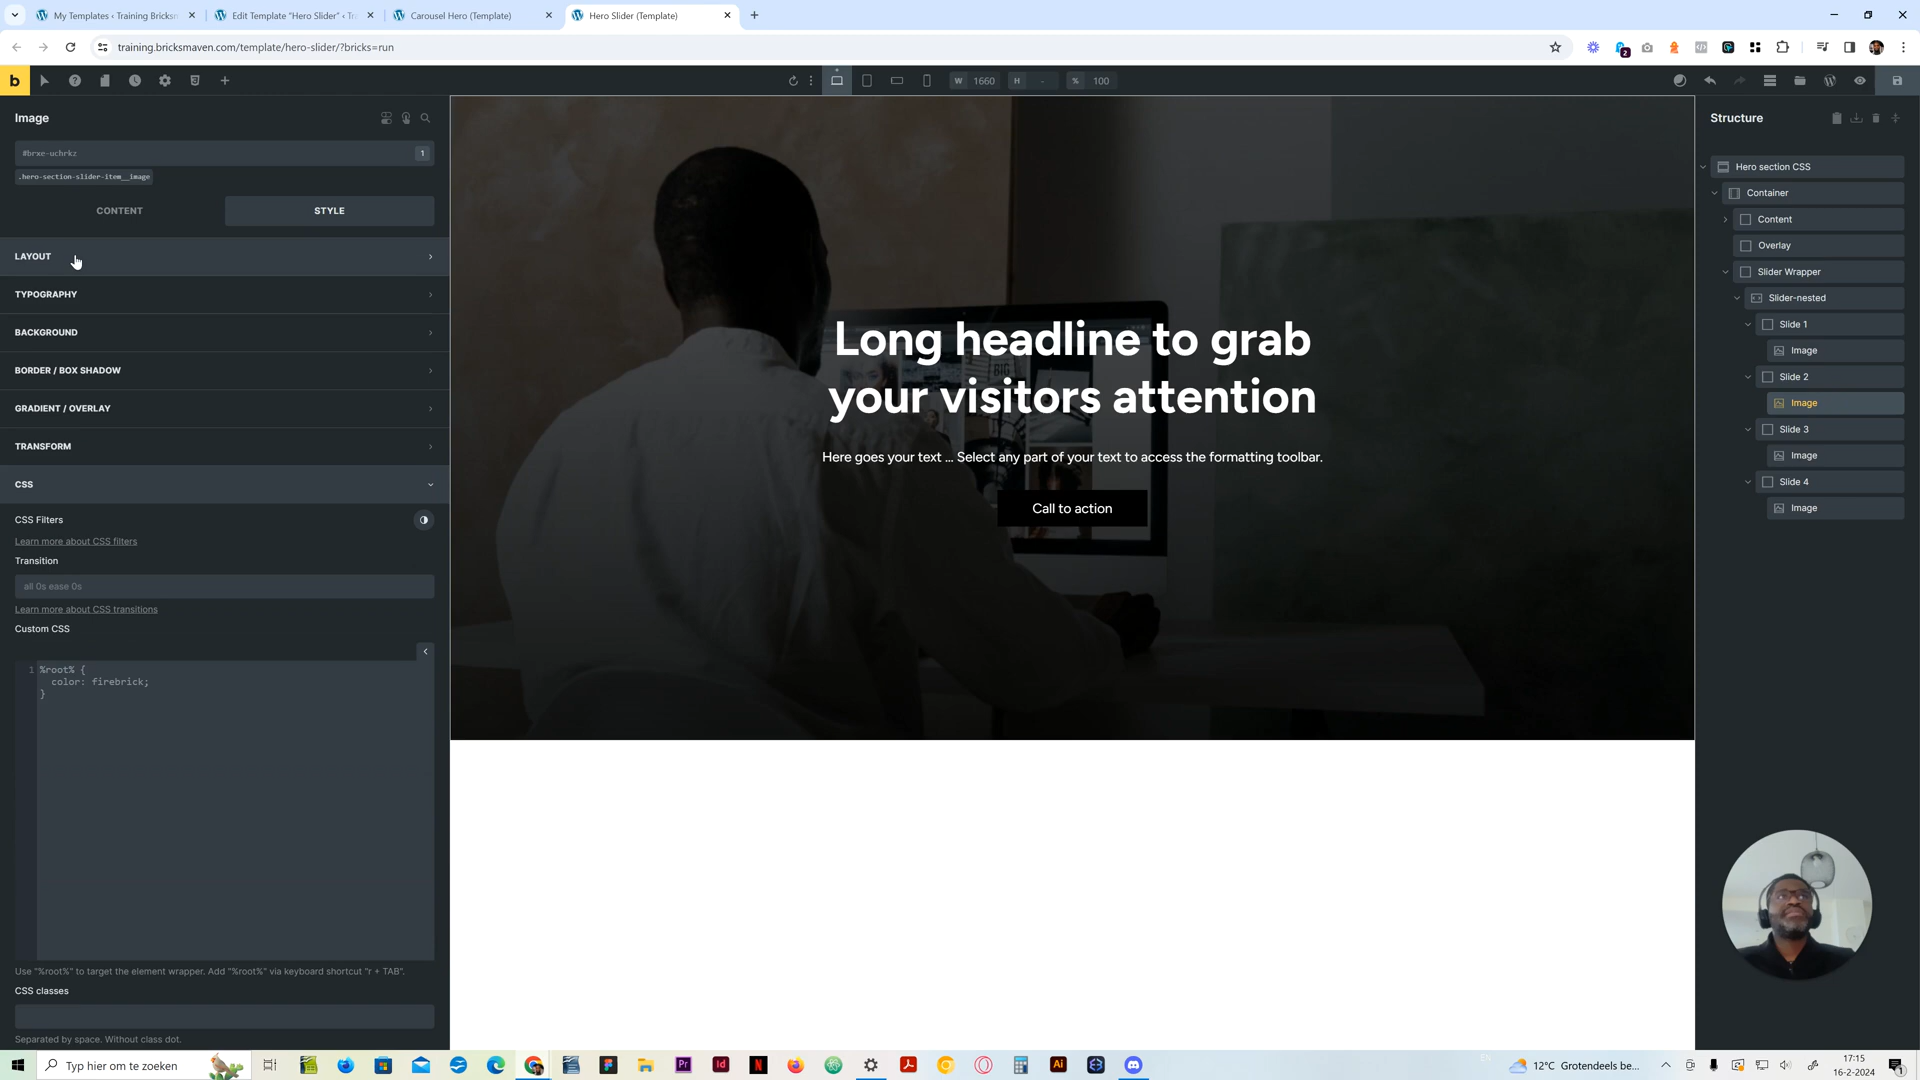 My Templates ‹ Training Bricksm
Edit Template "Hero Slider" ‹ Tr
Carousel Hero (Template)
Hero Slider (Template)
training.bricksmaven.com/template/hero-slider/?bricks=run
2
b
W 1660 H - % 100
Image
#brxe-uchrkz
1
.hero-section-slider-item__image
CONTENT
STYLE
LAYOUT
TYPOGRAPHY
BACKGROUND
BORDER / BOX SHADOW
GRADIENT / OVERLAY
TRANSFORM
CSS
CSS Filters
Learn more about CSS filters
Transition
all 0s ease 0s
Learn more about CSS transitions
Custom CSS
1 %root% {
color: firebrick;
}
Use "%root%" to target the element wrapper. Add "%root%" via keyboard shortcut "r + TAB".
CSS classes
Separated by space. Without class dot.
Long headline to grab
your visitors attention
Here goes your text ... Select any part of your text to access the formatting toolbar.
Call to action
Structure
Hero section CSS
Container
Content
Overlay
Slider Wrapper
Slider-nested
Slide 1
Image
Slide 2
Image
Slide 3
Image
Slide 4
Image
Typ hier om te zoeken
Pr
Id
N
Ai
12°C Grotendeels be...
17:15
16-2-2024
1